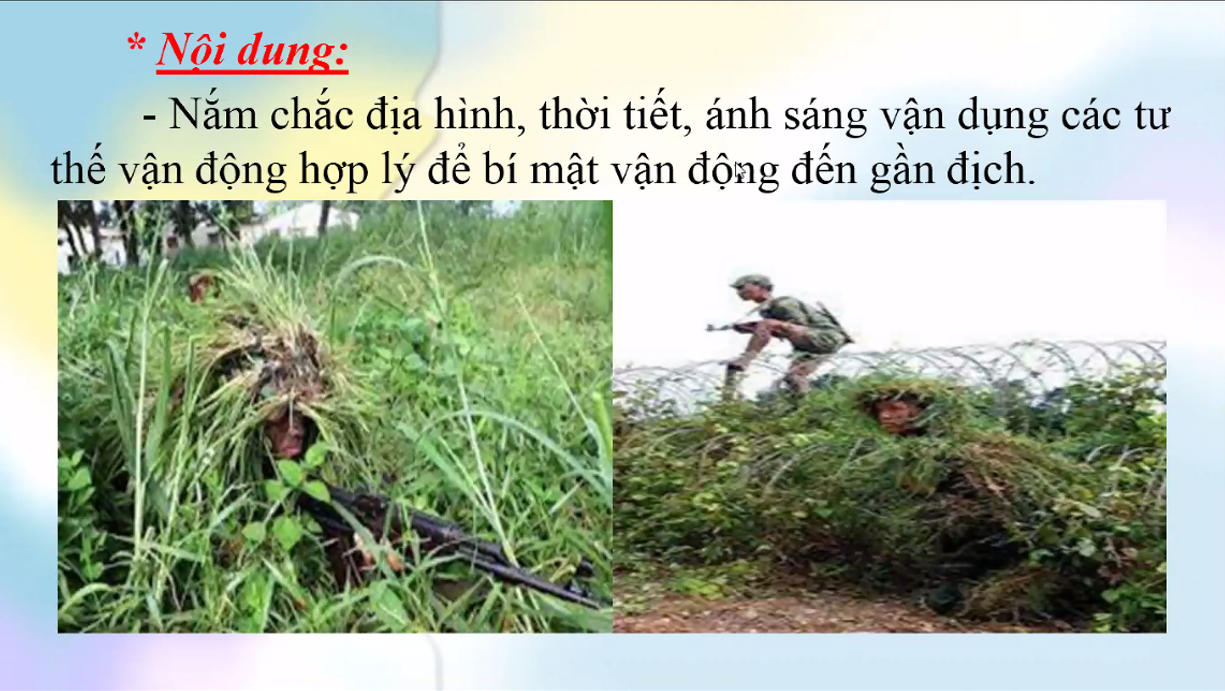 * Nội dung:
- Nắm chắc địa hình, thời tiết, ánh sáng vận dụng các tư
thế vận động hợp lý để bí mật vận động đến gần địch.